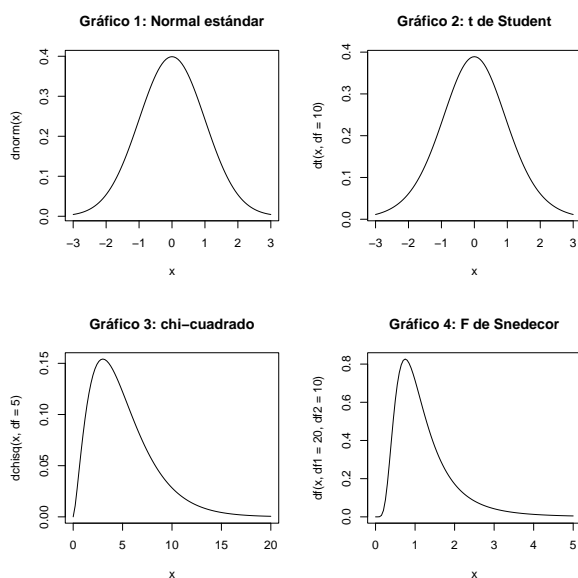 Gráfico 1: Normal estándar
dnorm(x)
0.0 0.1 0.2 0.3 0.4
−3 −2 −1 0 1 2 3
x
Gráfico 2: t de Student
dt(x, df = 10)
0.0 0.1 0.2 0.3 0.4
−3 −2 −1 0 1 2 3
x
Gráfico 3: chi−cuadrado
dchisq(x, df = 5)
0.00 0.05 0.10 0.15
0 5 10 15 20
x
Gráfico 4: F de Snedecor
df(x, df1 = 20, df2 = 10)
0.0 0.2 0.4 0.6 0.8
0 1 2 3 4 5
x